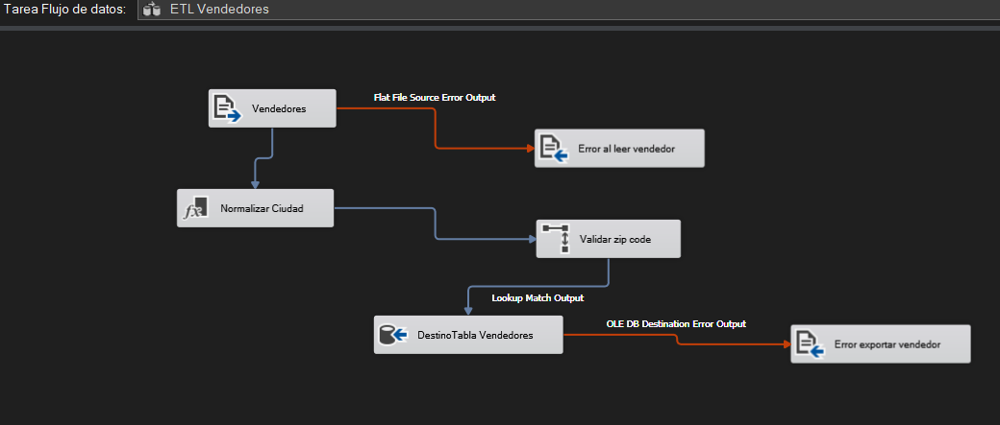 Tarea Flujo de datos: ETL Vendedores
Flat File Source Error Output
Vendedores
Error al leer vendedor
fx
Normalizar Ciudad
Validar zip code
Lookup Match Output
DestinoTabla Vendedores
OLE DB Destination Error Output
Error exportar vendedor